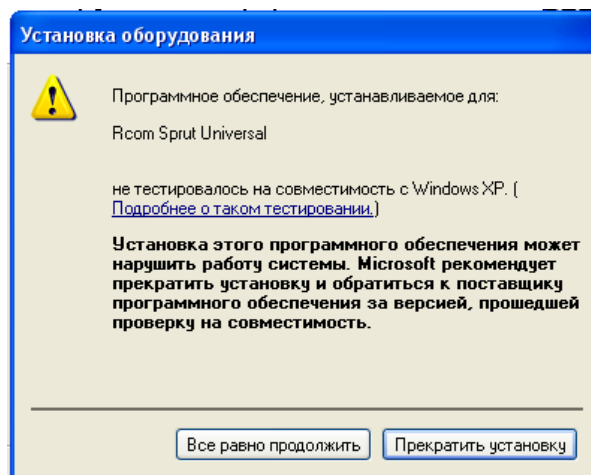 Установка оборудования
Программное обеспечение, устанавливаемое для:
Rcom Sprut Universal
не тестировалось на совместимость с Windows XP. (
Подробнее о таком тестировании.)
Установка этого программного обеспечения может
нарушить работу системы. Microsoft рекомендует
прекратить установку и обратиться к поставщику
программного обеспечения за версией, прошедшей
проверку на совместимость.
Все равно продолжить
Прекратить установку